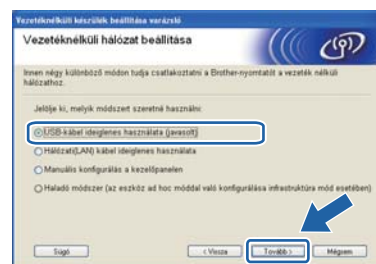 Vezetéknélküli készülék beállítása varázsló
Vezetéknélküli hálózat beállítása
Innen négy különböző módon tudja csatlakoztatni a Brother-nyomtatót a vezeték nélküli
hálózathoz.
Jelölje ki, melyik módszert szeretné használni:
USB-kábel ideiglenes használata (javasolt)
Hálózati(LAN) kábel ideiglenes használata
Manuális konfigurálás a kezelőpanelen
Haladó módszer (az eszköz ad hoc móddal való konfigurálása infrastruktúra mód esetében)
Súgó
< Vissza
Tovább >
Mégsem